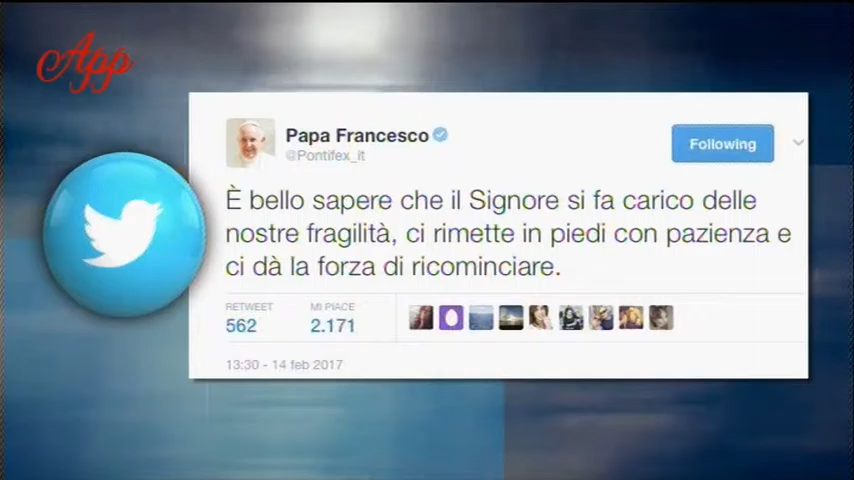 App
Papa Francesco
@Pontifex_it
Following
È bello sapere che il Signore si fa carico delle
nostre fragilità, ci rimette in piedi con pazienza e
ci dà la forza di ricominciare.
RETWEET MI PIACE
562 2.171
13:30 - 14 feb 2017